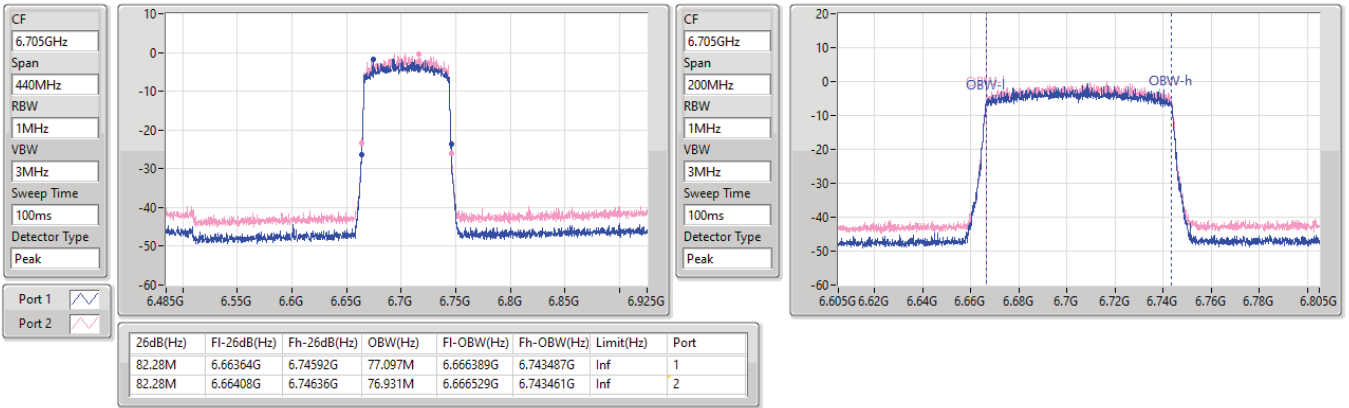 CF
6.705GHz
Span
440MHz
RBW
1MHz
VBW
3MHz
Sweep Time
100ms
Detector Type
Peak
Port 1
Port 2
10
0
-10
-20
-30
-40
-50
-60
6.485G 6.55G 6.6G 6.65G 6.7G 6.75G 6.8G 6.85G 6.925G
CF
6.705GHz
Span
200MHz
RBW
1MHz
VBW
3MHz
Sweep Time
100ms
Detector Type
Peak
20
10
0
-10
-20
-30
-40
-50
-60
OBW-l
OBW-h
6.605G 6.62G 6.64G 6.66G 6.68G 6.7G 6.72G 6.74G 6.76G 6.78G 6.805G
26dB(Hz) Fl-26dB(Hz) Fh-26dB(Hz) OBW(Hz) Fl-OBW(Hz) Fh-OBW(Hz) Limit(Hz) Port
82.28M 6.66364G 6.74592G 77.097M 6.666389G 6.743487G Inf 1
82.28M 6.66408G 6.74636G 76.931M 6.666529G 6.743461G Inf 2